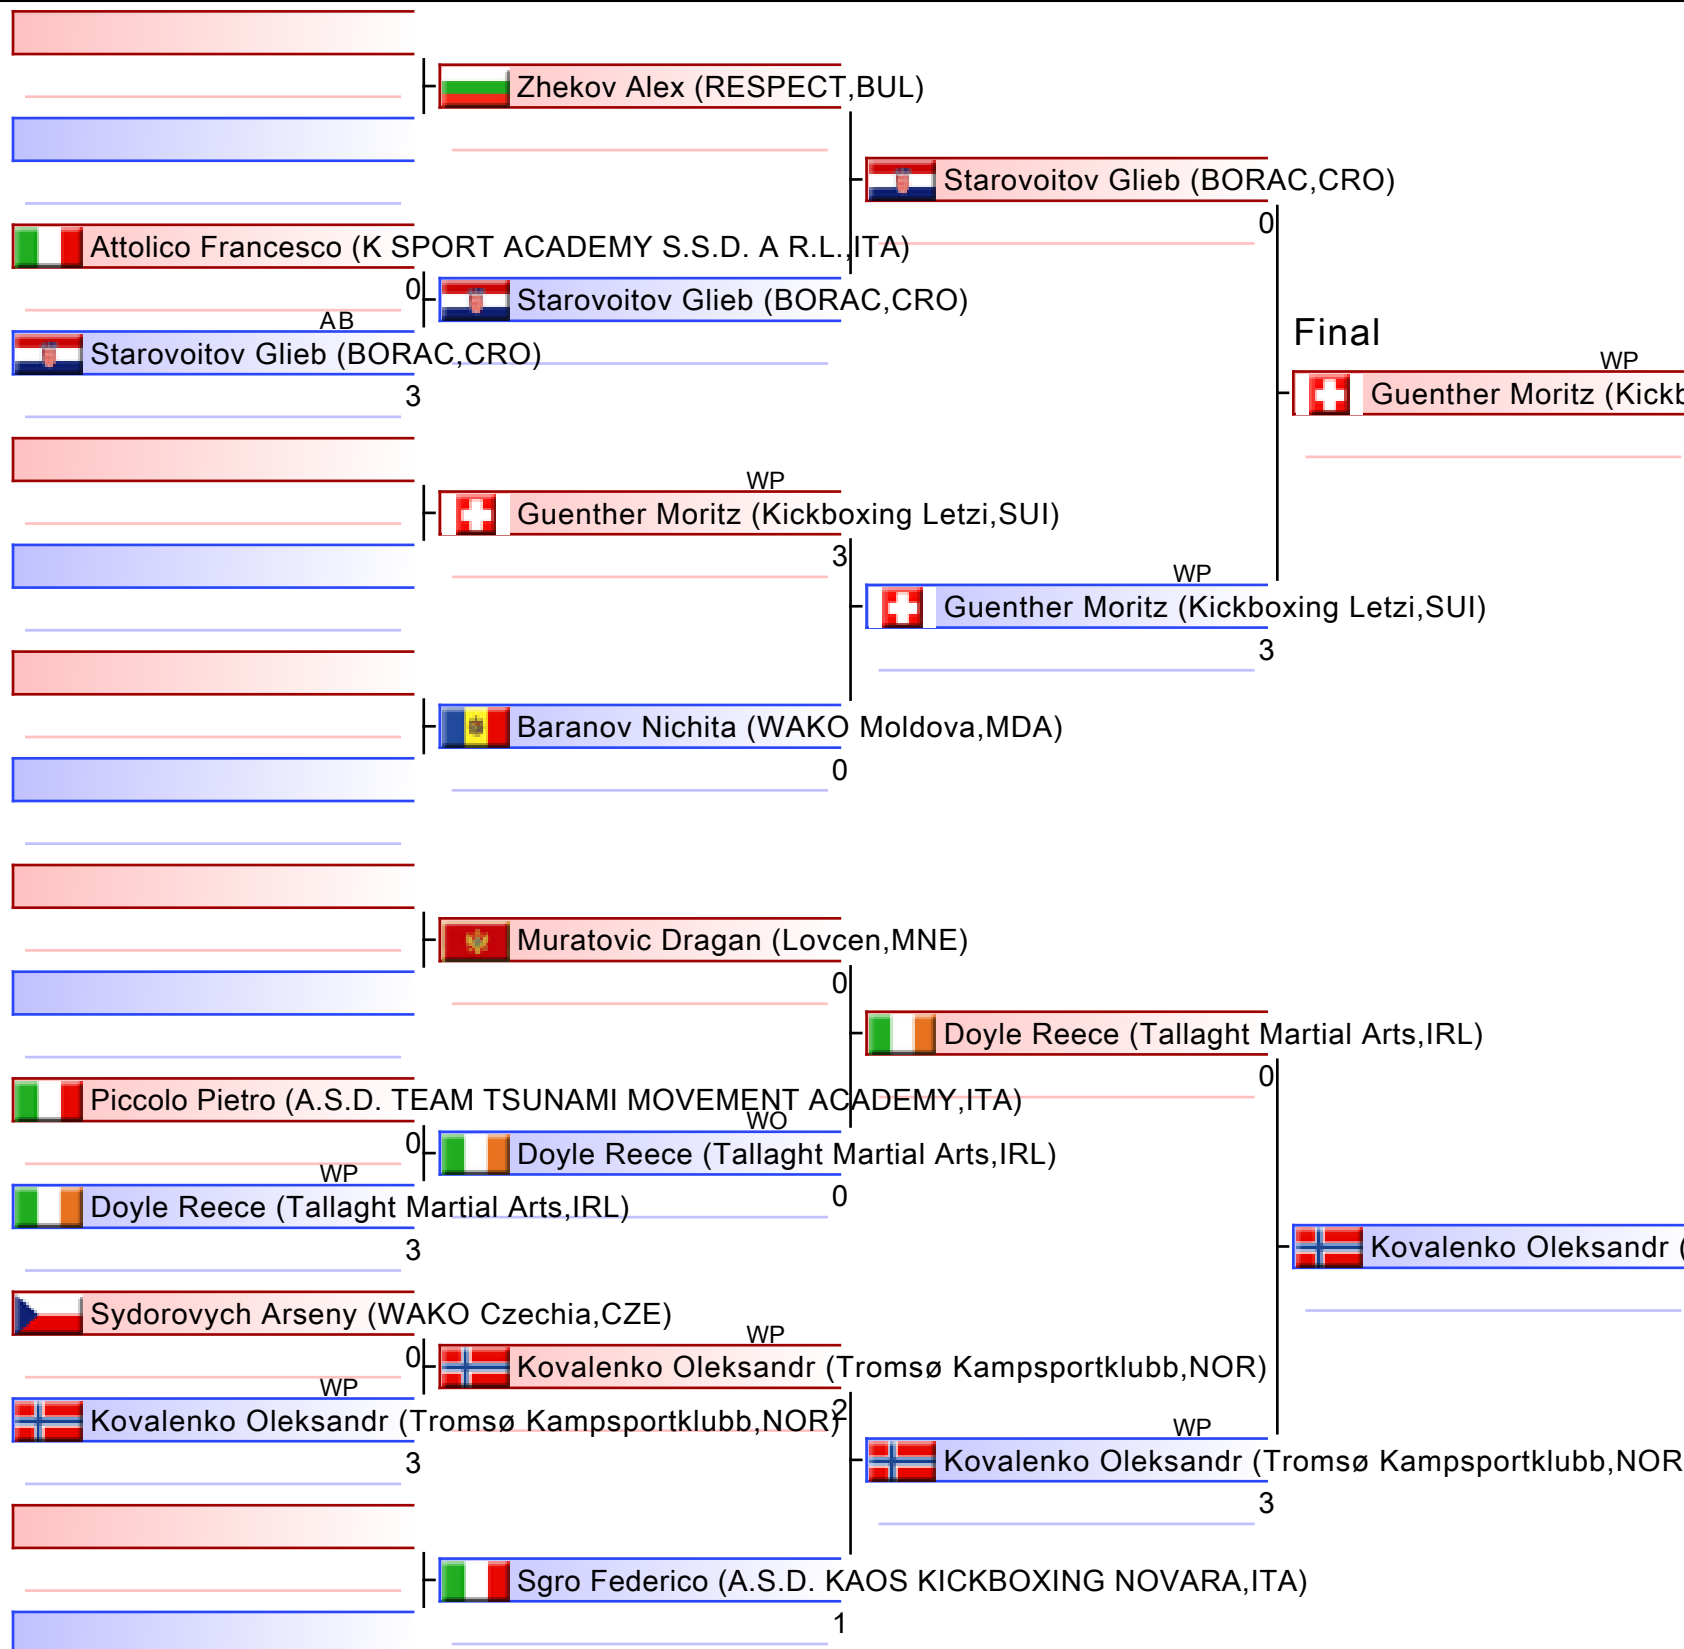 Zhekov Alex (RESPECT,BUL)
Starovoitov Glieb (BORAC,CRO)
0
Attolico Francesco (K SPORT ACADEMY S.S.D. A R.L.,ITA)
0
Starovoitov Glieb (BORAC,CRO)
AB
Starovoitov Glieb (BORAC,CRO)
3
Final
WP
Guenther Moritz (Kickb
WP
Guenther Moritz (Kickboxing Letzi,SUI)
3
WP
Guenther Moritz (Kickboxing Letzi,SUI)
3
Baranov Nichita (WAKO Moldova,MDA)
0
Muratovic Dragan (Lovcen,MNE)
0
Doyle Reece (Tallaght Martial Arts,IRL)
0
Piccolo Pietro (A.S.D. TEAM TSUNAMI MOVEMENT ACADEMY,ITA)
0
WO
Doyle Reece (Tallaght Martial Arts,IRL)
0
WP
Doyle Reece (Tallaght Martial Arts,IRL)
3
Kovalenko Oleksandr (
Sydorovych Arseny (WAKO Czechia,CZE)
0
WP
Kovalenko Oleksandr (Tromsø Kampsportklubb,NOR)
2
WP
Kovalenko Oleksandr (Tromsø Kampsportklubb,NOR)
3
WP
Kovalenko Oleksandr (Tromsø Kampsportklubb,NOR
3
Sgro Federico (A.S.D. KAOS KICKBOXING NOVARA,ITA)
1